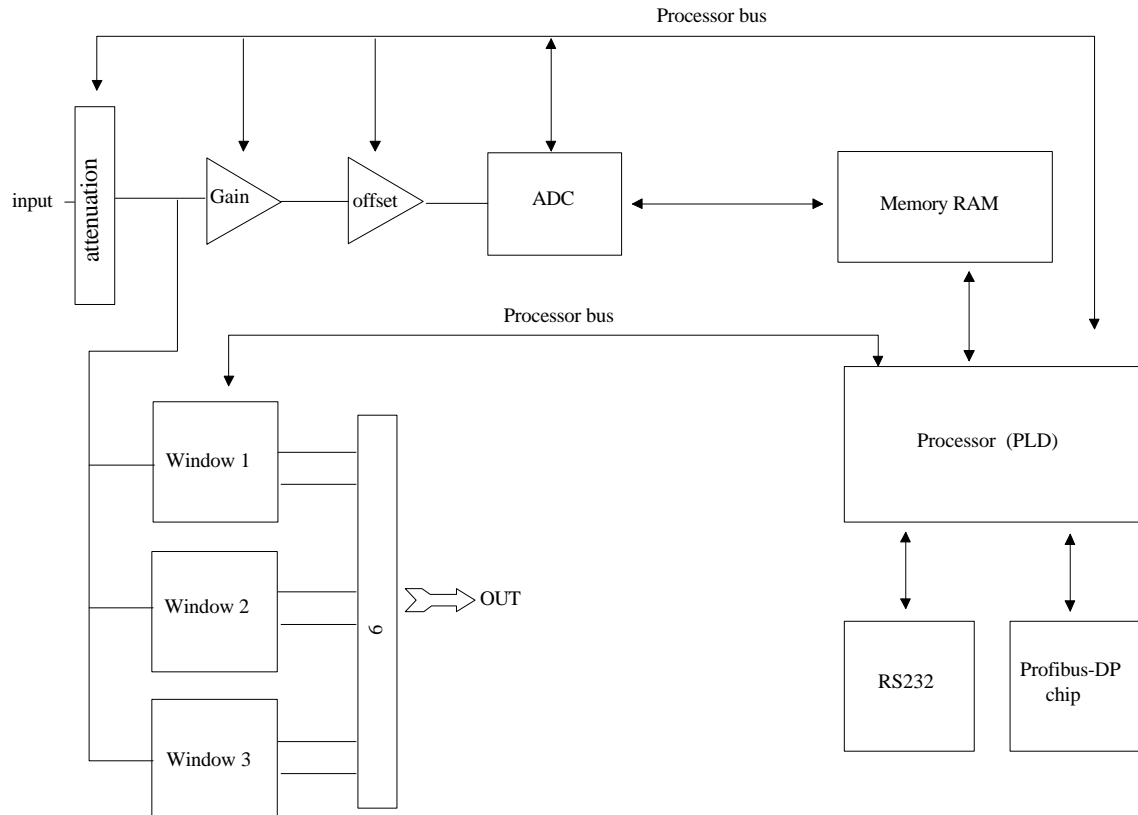 Processor bus
input
attenuation
Gain
offset
ADC
Memory RAM
Processor bus
Window 1
Processor (PLD)
Window 2
6
OUT
RS232
Profibus-DP
chip
Window 3